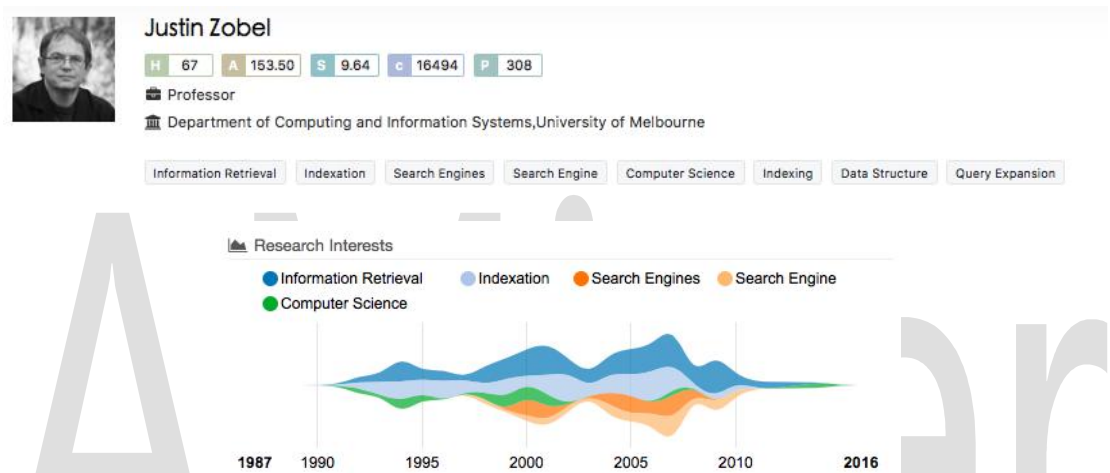 Justin Zobel
H 67 A 153.50 S 9.64 c 16494 P 308
Professor
Department of Computing and Information Systems,University of Melbourne
Information Retrieval Indexation Search Engines Search Engine Computer Science Indexing Data Structure Query Expansion
Research Interests
Information Retrieval Indexation Search Engines Search Engine
Computer Science
1987 1990 1995 2000 2005 2010 2016